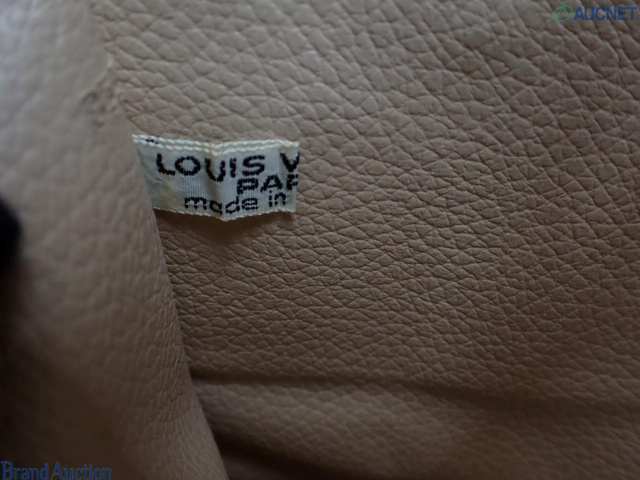 AUCNET
LOUIS V
PAR
made in
Brand Auction